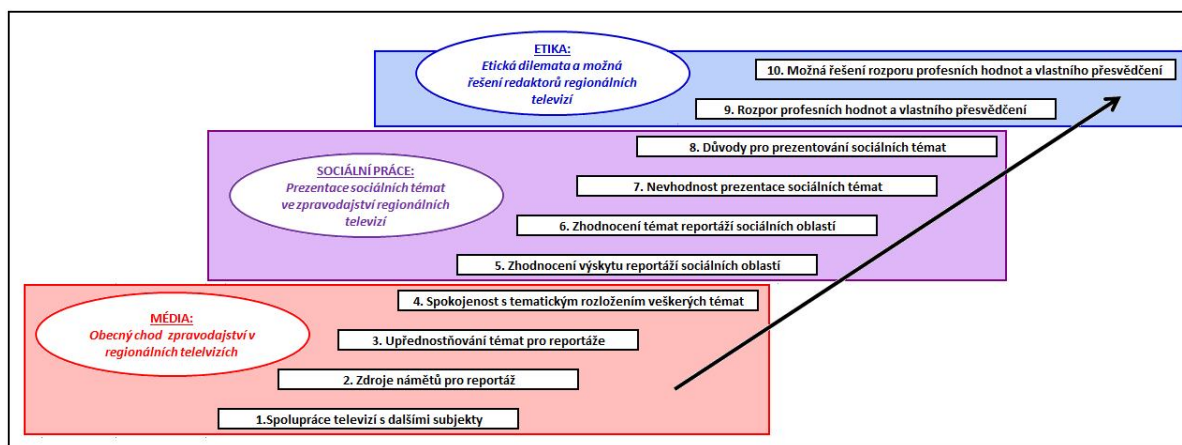 ETIKA:
Etická dilemata a možná
řešení redaktorů regionálních
televizí
10. Možná řešení rozporu profesních hodnot a vlastního přesvědčení
9. Rozpor profesních hodnot a vlastního přesvědčení
SOCIÁLNÍ PRÁCE:
Prezentace sociálních témat
ve zpravodajství regionálních
televizí
8. Důvody pro prezentování sociálních témat
7. Nevhodnost prezentace sociálních témat
6. Zhodnocení témat reportáží sociálních oblastí
5. Zhodnocení výskytu reportáží sociálních oblastí
MÉDIA:
Obecný chod zpravodajství v
regionálních telelvizích
4. Spokojenost s tematickým rozložením veškerých témat
3. Upřednostňování témat pro reportáže
2. Zdroje námětů pro reportáž
1.Spolupráce televizí s dalšími subjekty